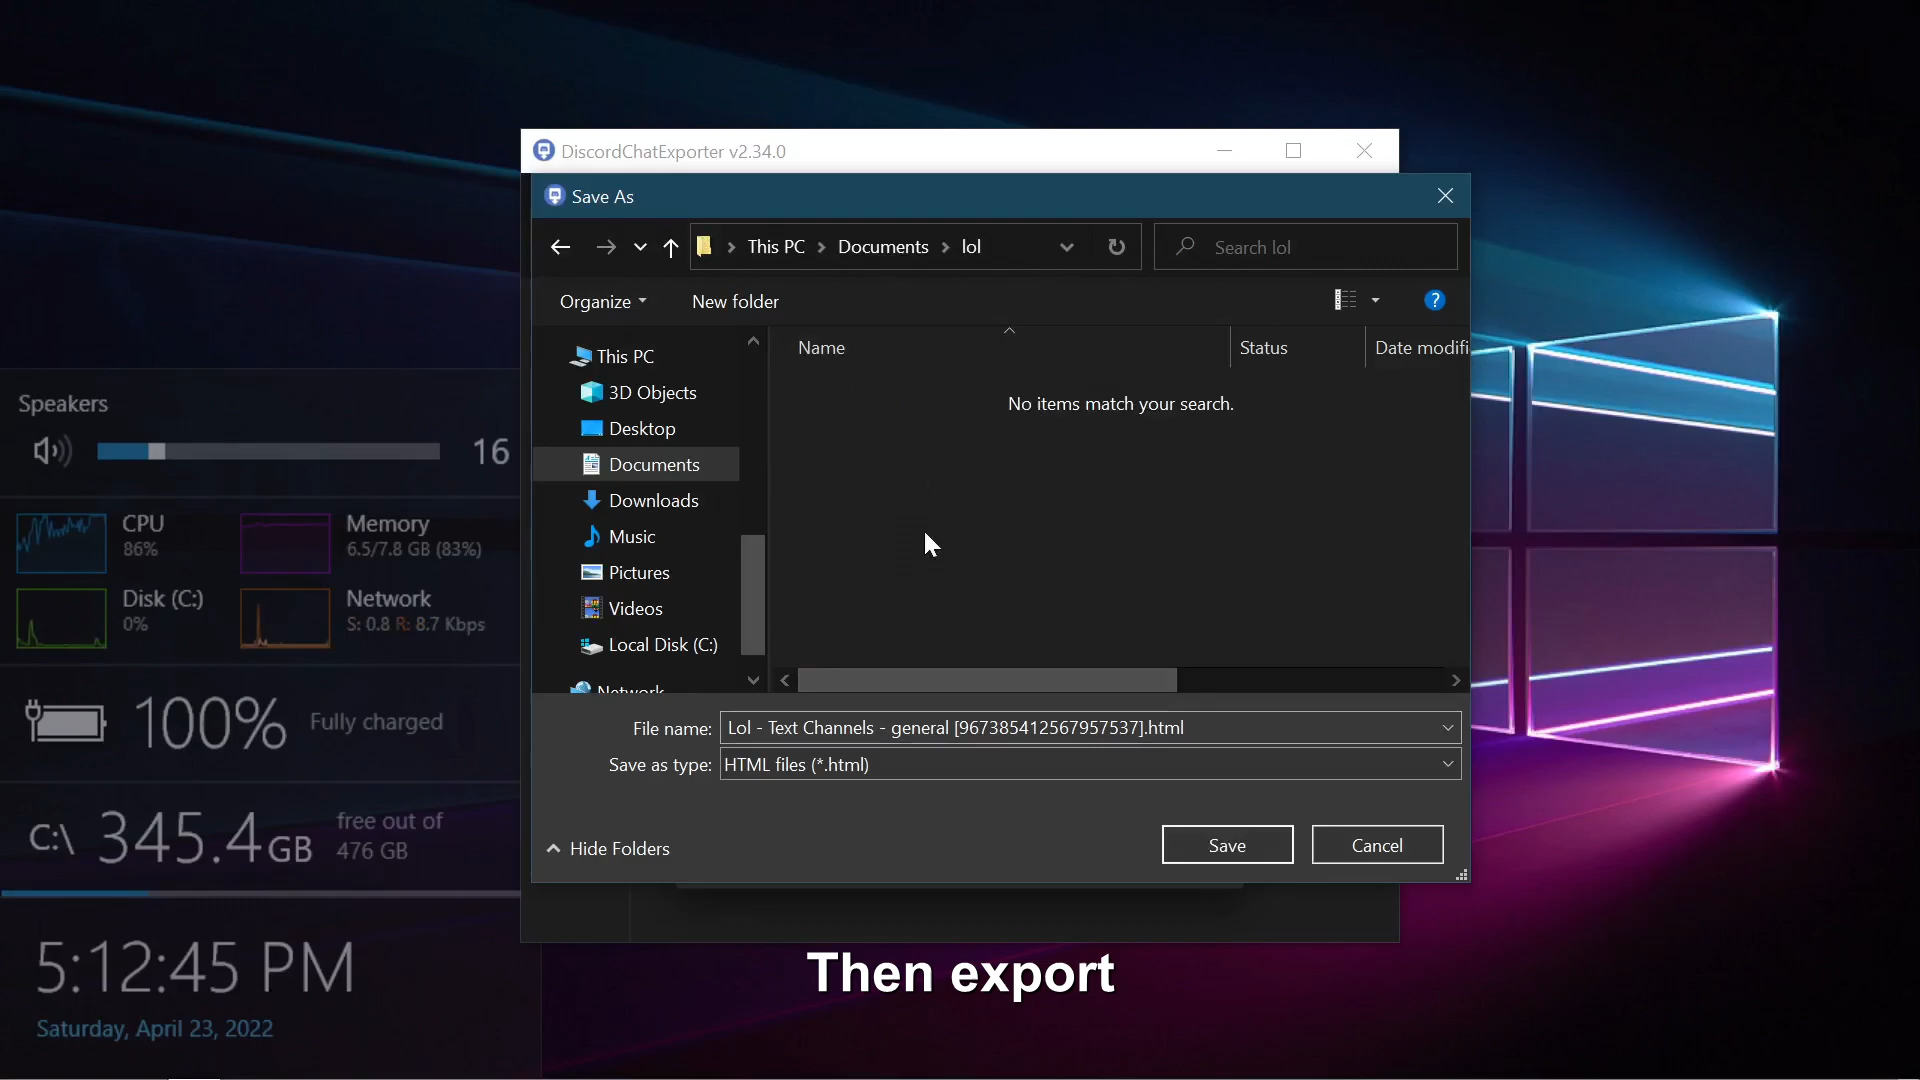 DiscordChatExporter v2.34.0
Save As
This PC
Documents
lol
Search lol
Organize
New folder
?
This PC
3D Objects
Desktop
Documents
Downloads
Music
Pictures
Videos
Local Disk (C:)
Network
Name
Status
Date modifi
No items match your search.
File name:
Lol - Text Channels - general [967385412567957537].html
Save as type:
HTML files (*.html)
Hide Folders
Save
Cancel
Speakers
16
CPU
86%
Memory
6.5/7.8 GB (83%)
Disk (C:)
0%
Network
S: 0.8 R: 8.7 Kbps
100%
Fully charged
C:\ 345.4GB
free out of
476 GB
5:12:45 PM
Saturday, April 23, 2022
Then export